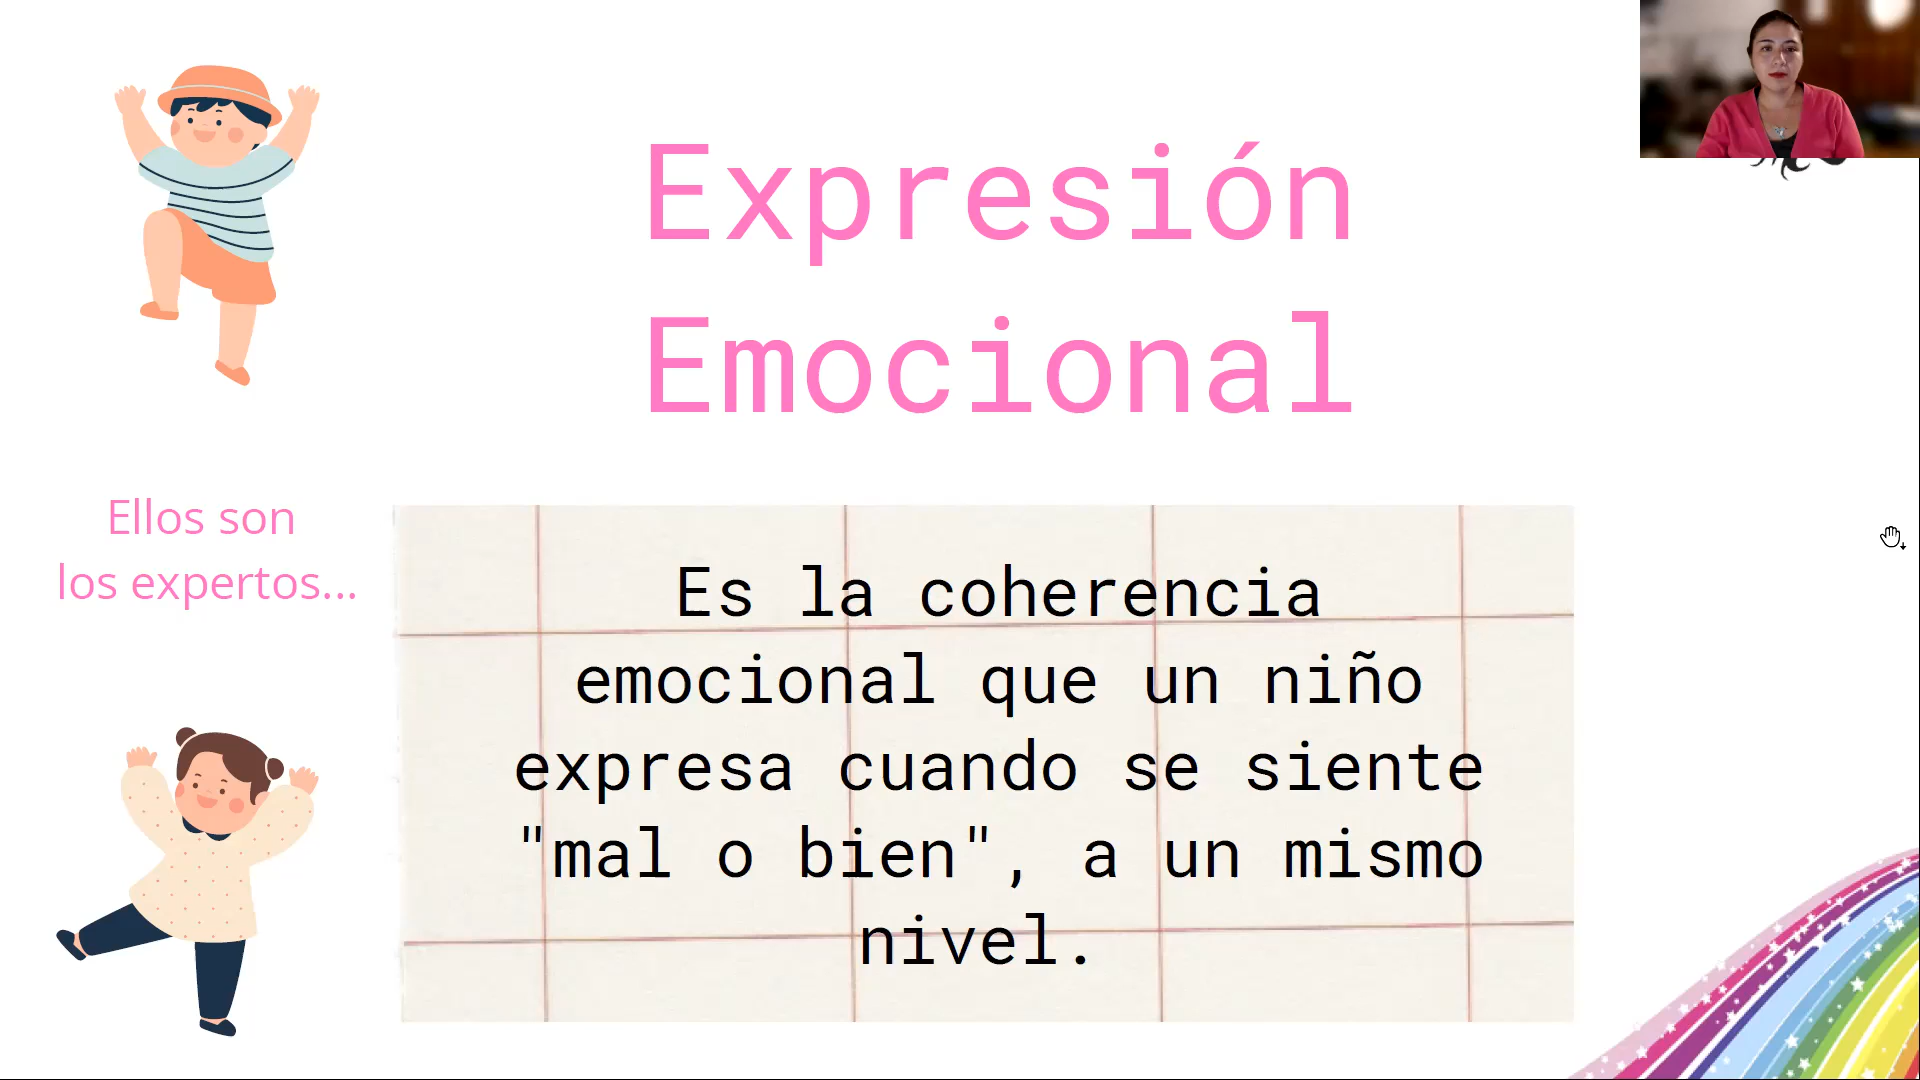 Expresión
Emocional
Ellos son
los expertos...
Es la coherencia
emocional que un niño
expresa cuando se siente
"mal o bien", a un mismo
nivel.